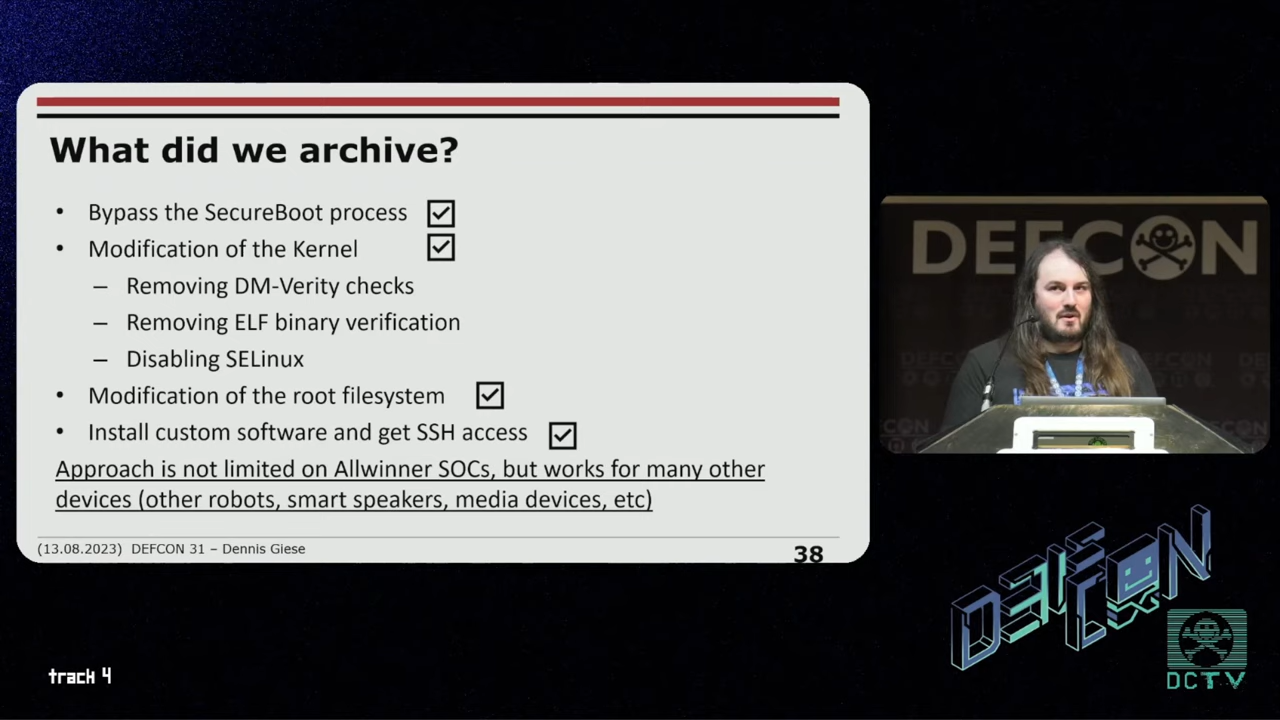 What did we archive?
• Bypass the SecureBoot process
• Modification of the Kernel
– Removing DM-Verity checks
– Removing ELF binary verification
– Disabling SELinux
• Modification of the root filesystem
• Install custom software and get SSH access
Approach is not limited on Allwinner SOCs, but works for many other
devices (other robots, smart speakers, media devices, etc)
(13.08.2023) DEFCON 31 – Dennis Giese
38
DEFCON
DEFCON
DCTV
track 4